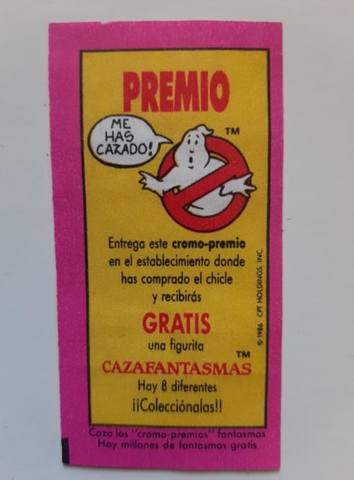 PREMIO
ME
HAS
CAZADO!
TM
Entrega este cromo-premio
en el establecimiento donde
has comprado el chicle
y recibirás
GRATIS
una figurita
TM
CAZAFANTASMAS
Hay 8 diferentes
¡¡Colecciónalas!!
© 1986 CPT HOLDINGS, INC.
Caza los "cromo-premios" fantasmas
Hay millones de fantasmas gratis